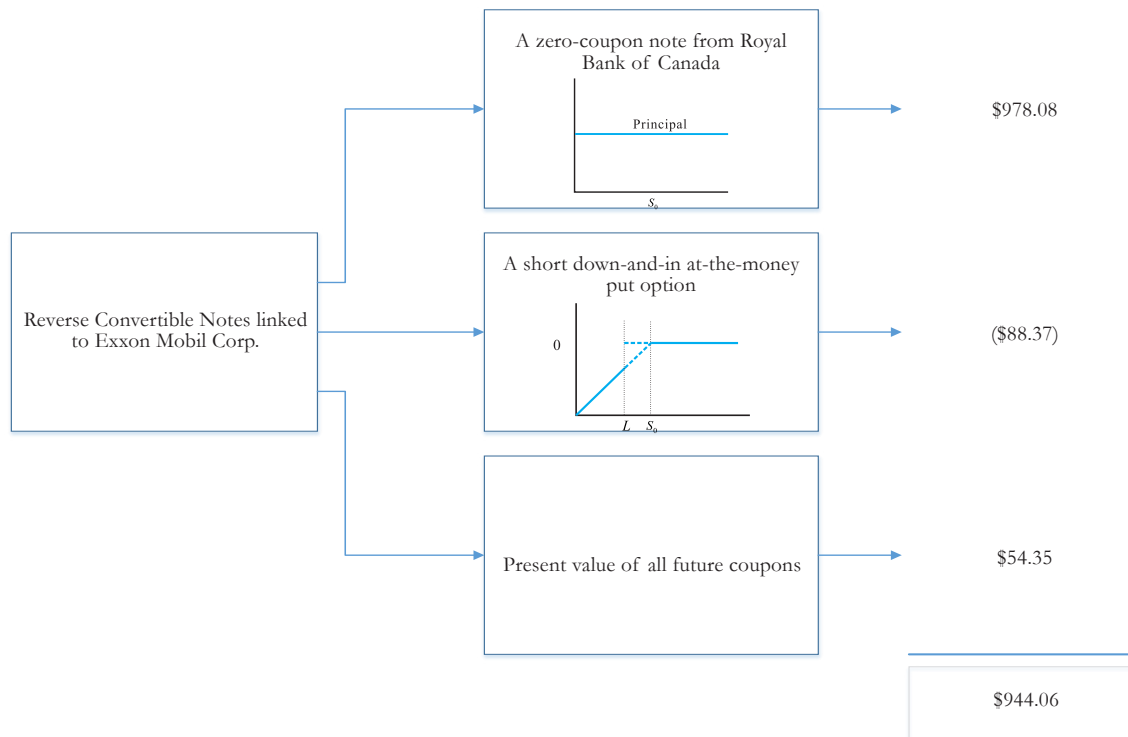 A zero-coupon note from Royal
Bank of Canada
Principal
S₀
$978.08
Reverse Convertible Notes linked
to Exxon Mobil Corp.
A short down-and-in at-the-money
put option
0
L S₀
($88.37)
Present value of all future coupons
$54.35
$944.06